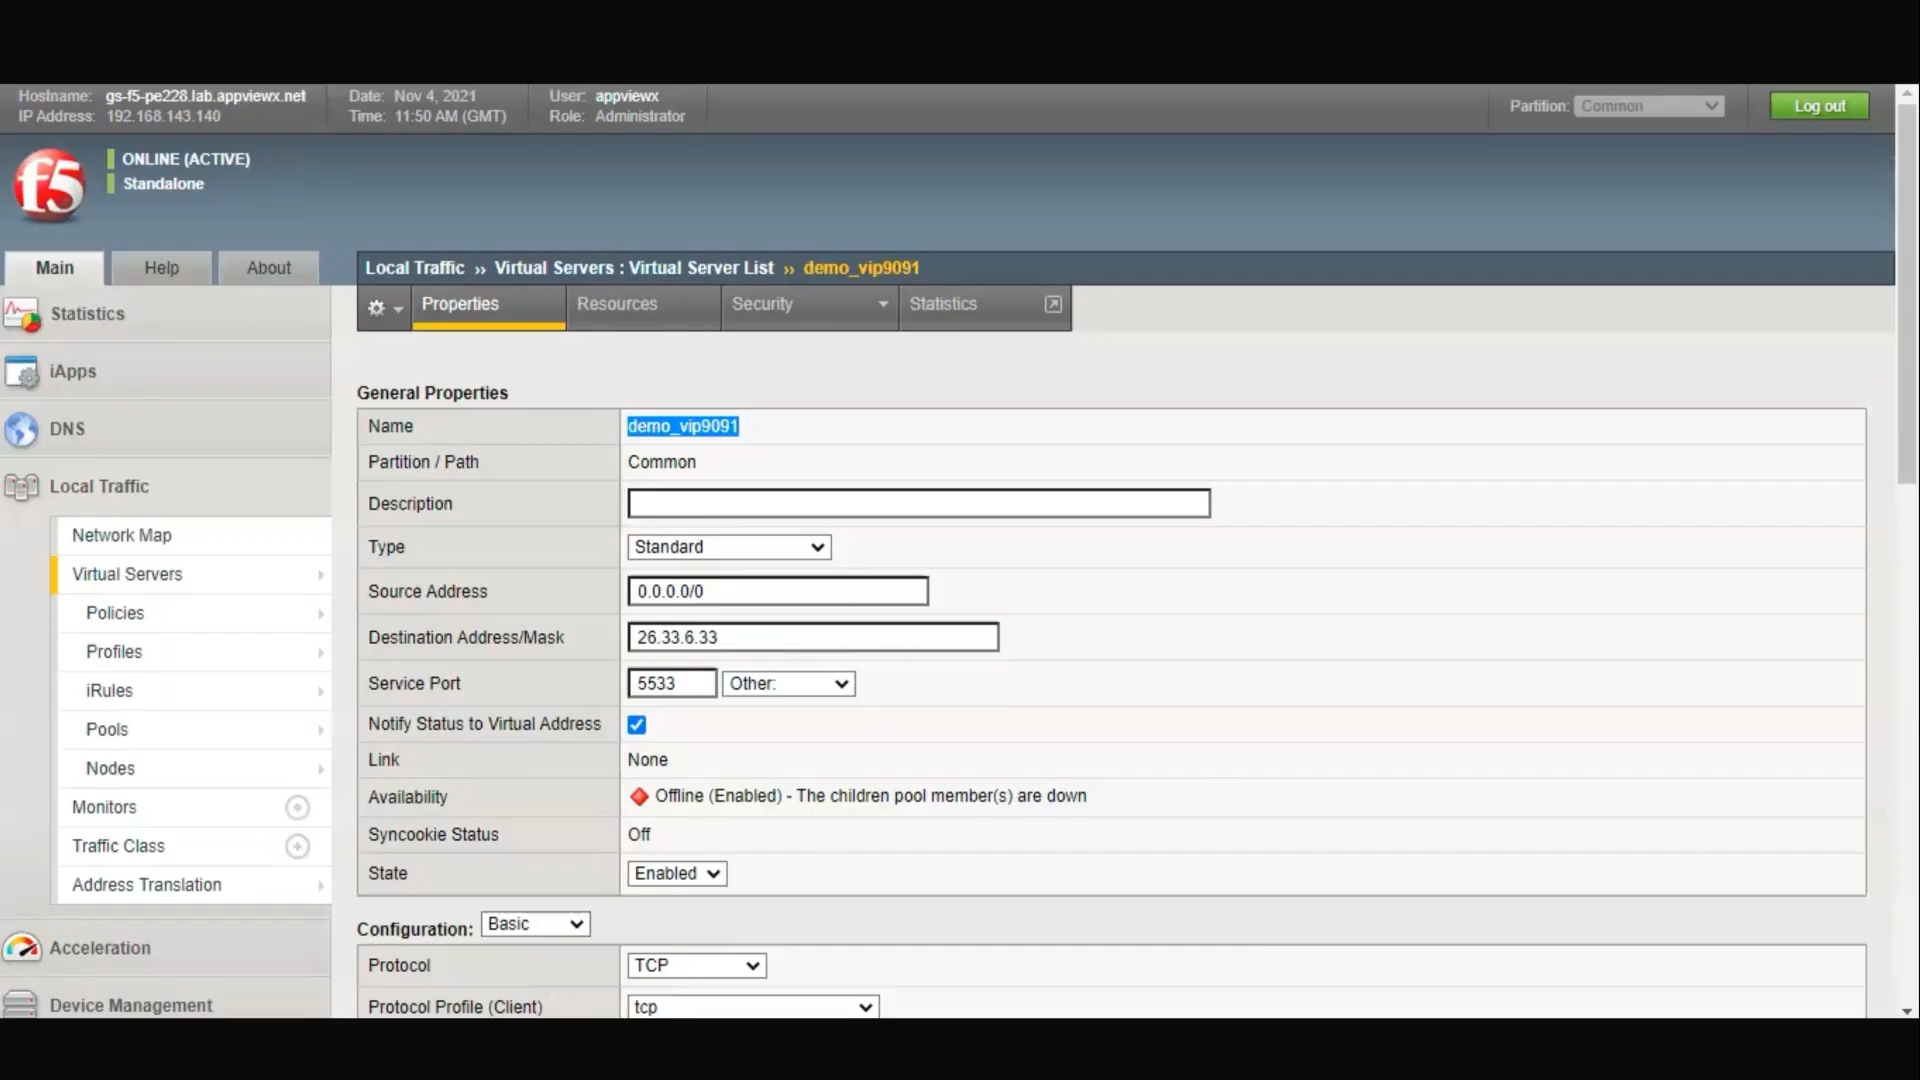 Hostname: gs-f5-pe228.lab.appviewx.net Date: Nov 4, 2021 User: appviewx
IP Address: 192.168.143.140 Time: 11:50 AM (GMT) Role: Administrator
Partition: Common Log out
f5
ONLINE (ACTIVE)
Standalone
Main Help About
Local Traffic ›› Virtual Servers : Virtual Server List ›› demo_vip9091
Properties Resources Security Statistics
Statistics
iApps
DNS
Local Traffic
Network Map
Virtual Servers
Policies
Profiles
iRules
Pools
Nodes
Monitors
Traffic Class
Address Translation
Acceleration
Device Management
General Properties
Name demo_vip9091
Partition / Path Common
Description
Type Standard
Source Address 0.0.0.0/0
Destination Address/Mask 26.33.6.33
Service Port 5533 Other:
Notify Status to Virtual Address
Link None
Availability Offline (Enabled) - The children pool member(s) are down
Syncookie Status Off
State Enabled
Configuration: Basic
Protocol TCP
Protocol Profile (Client) tcp